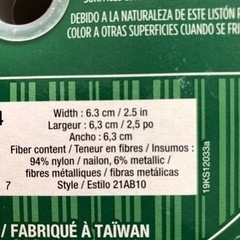 DEBIDO A LA NATURALEZA DE ESTE LISTÓN P
COLOR A OTRAS SUPERFICIES CUANDO SE FR
Width : 6.3 cm / 2.5 in
Largeur : 6,3 cm / 2,5 po
Ancho : 6,3 cm
Fiber content / Teneur en fibres / Insumos :
94% nylon / nailon, 6% metallic /
fibres métalliques / fibras metálicas
7 Style / Estilo 21AB10
19KS12033a
/ FABRIQUÉ À TAÏWAN